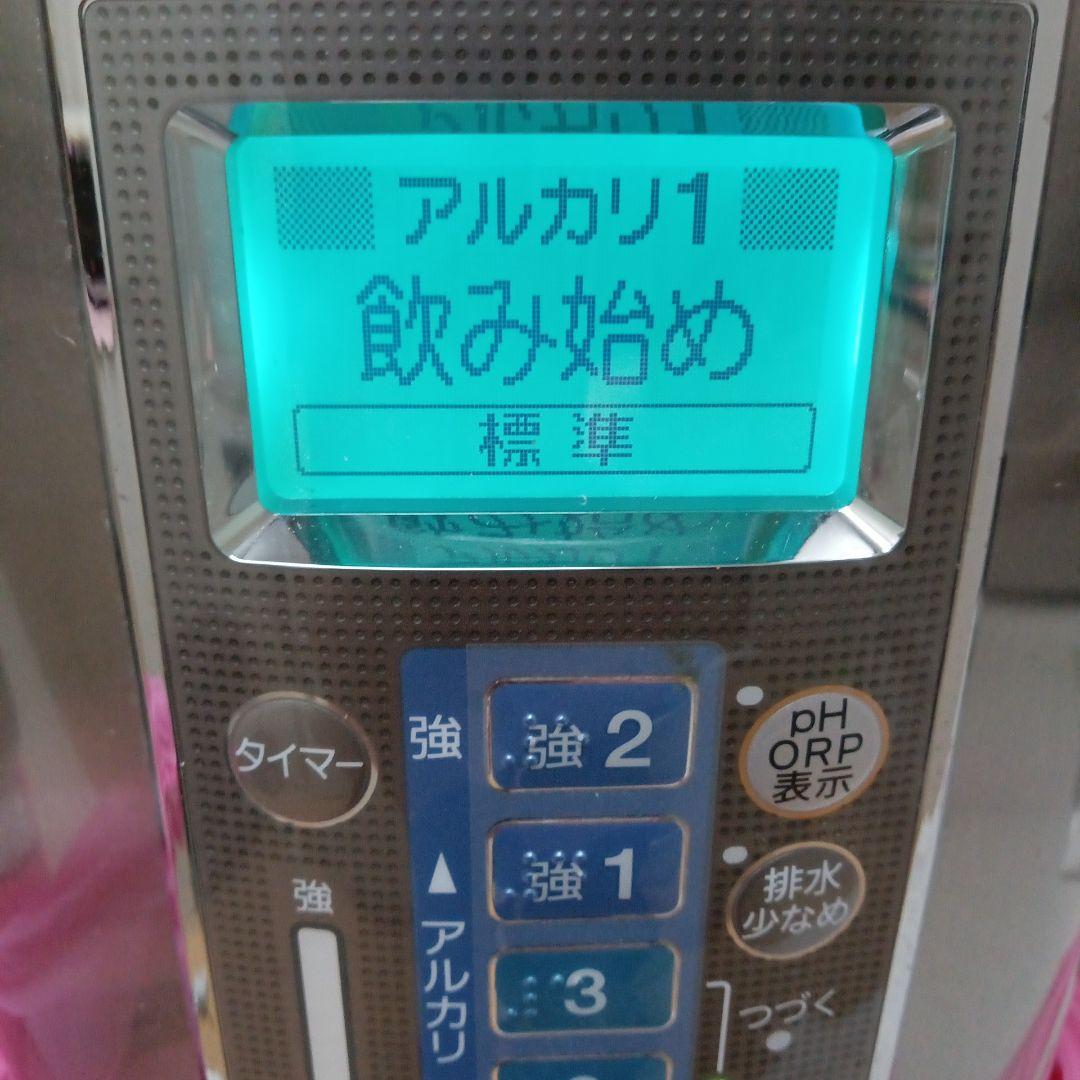 アルカリ1
飲み始め
標準
タイマー
強
強2
pH
ORP
表示
強1
排水
少なめ
強
▲
アルカリ
3
つづく